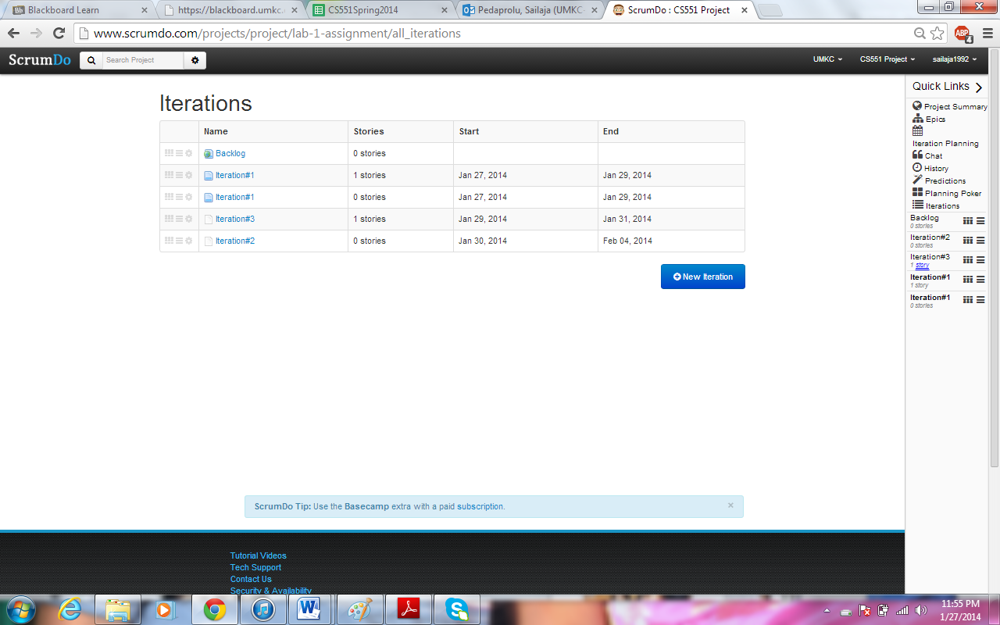 Blackboard Learn https://blackboard.umkc. CS551Spring2014 Pedaprolu, Sailaja (UMKC- ScrumDo : CS551 Project
www.scrumdo.com/projects/project/lab-1-assignment/all_iterations ABP 4
ScrumDo Search Project UMKC CS551 Project sailaja1992
Iterations
Name Stories Start End
Backlog 0 stories
Iteration#1 1 stories Jan 27, 2014 Jan 29, 2014
Iteration#1 0 stories Jan 27, 2014 Jan 29, 2014
Iteration#3 1 stories Jan 29, 2014 Jan 31, 2014
Iteration#2 0 stories Jan 30, 2014 Feb 04, 2014
New Iteration
Quick Links
Project Summary
Epics
Iteration Planning
Chat
History
Predictions
Planning Poker
Iterations
Backlog
0 stories
Iteration#2
0 stories
Iteration#3
1 story
Iteration#1
1 story
Iteration#1
0 stories
ScrumDo Tip: Use the Basecamp extra with a paid subscription.
Tutorial Videos
Tech Support
Contact Us
Security & Availability
11:55 PM
1/27/2014